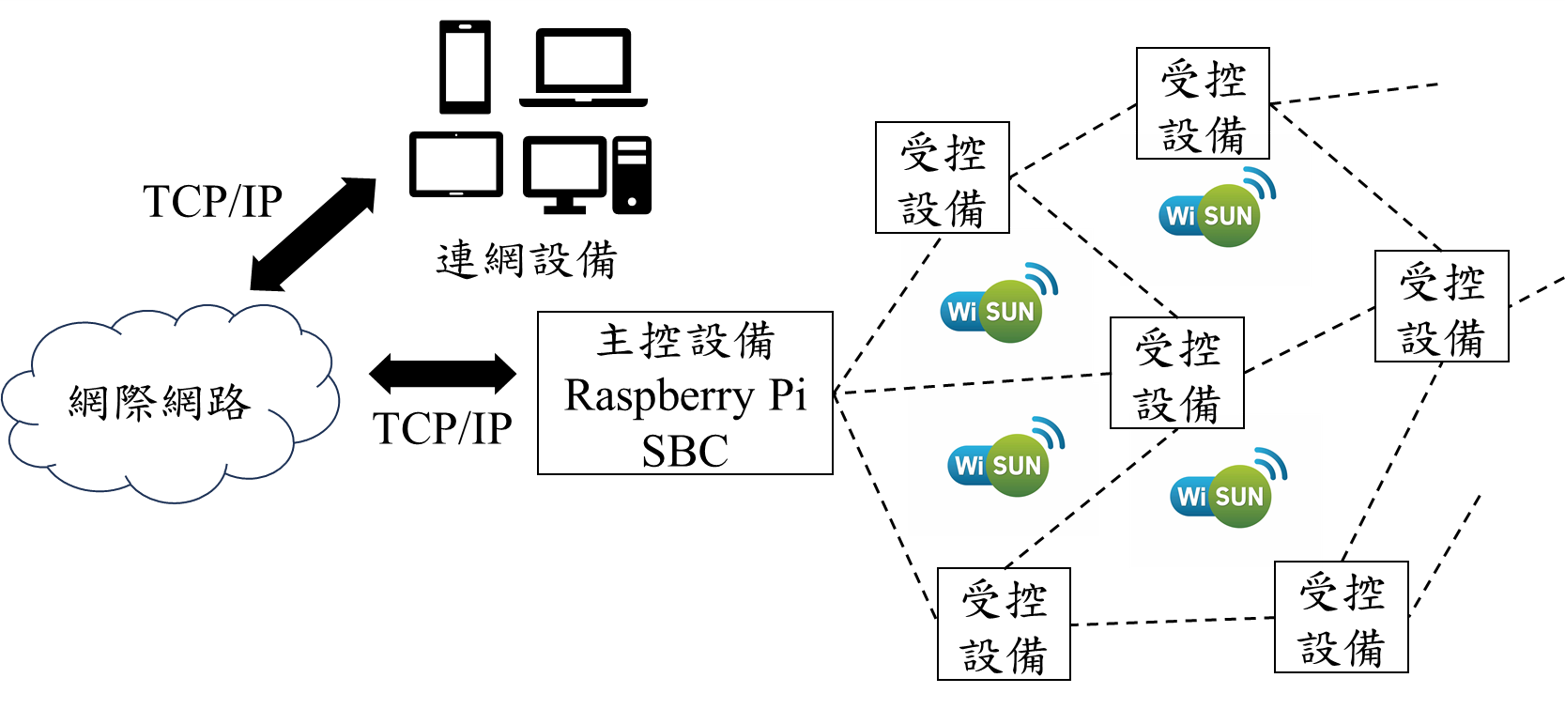 TCP/IP
連網設備
網際網路
TCP/IP
主控設備
Raspberry Pi
SBC
受控
設備
受控
設備
Wi SUN
Wi SUN
受控
設備
受控
設備
Wi SUN
Wi SUN
受控
設備
受控
設備